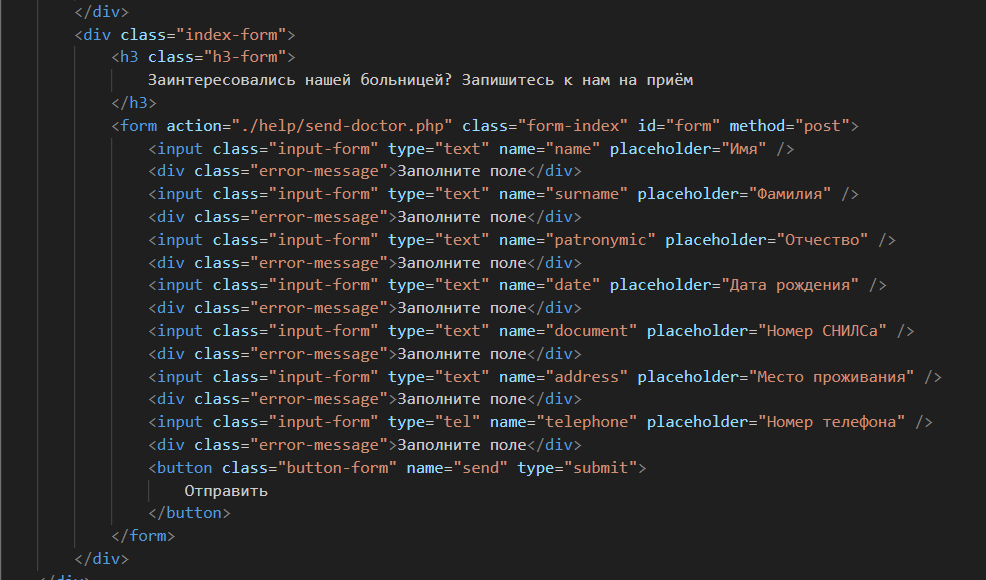 </div>
<div class="index-form">
<h3 class="h3-form">
Заинтересовались нашей больницей? Запишитесь к нам на приём
</h3>
<form action="./help/send-doctor.php" class="form-index" id="form" method="post">
<input class="input-form" type="text" name="name" placeholder="Имя" />
<div class="error-message">Заполните поле</div>
<input class="input-form" type="text" name="surname" placeholder="Фамилия" />
<div class="error-message">Заполните поле</div>
<input class="input-form" type="text" name="patronymic" placeholder="Отчество" />
<div class="error-message">Заполните поле</div>
<input class="input-form" type="text" name="date" placeholder="Дата рождения" />
<div class="error-message">Заполните поле</div>
<input class="input-form" type="text" name="document" placeholder="Номер СНИЛСа" />
<div class="error-message">Заполните поле</div>
<input class="input-form" type="text" name="address" placeholder="Место проживания" />
<div class="error-message">Заполните поле</div>
<input class="input-form" type="tel" name="telephone" placeholder="Номер телефона" />
<div class="error-message">Заполните поле</div>
<button class="button-form" name="send" type="submit">
Отправить
</button>
</form>
</div>
</div>